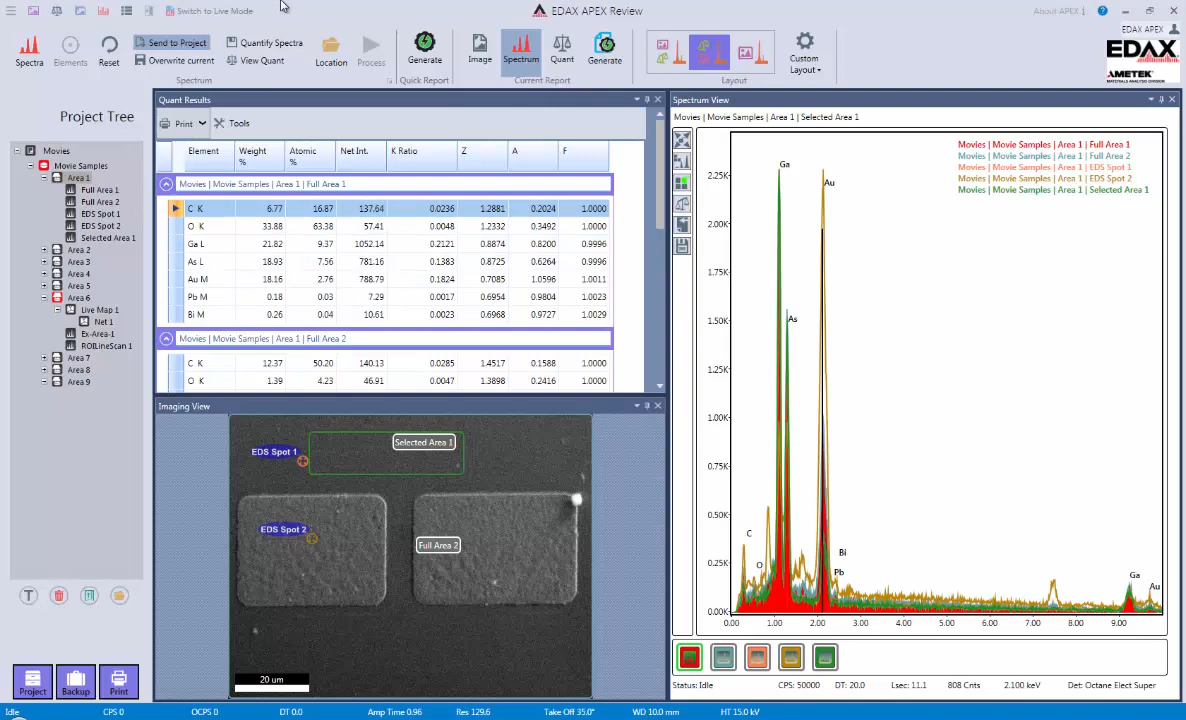 Switch to Live Mode
EDAX APEX Review
About APEX
EDAX APEX
Spectra
Elements
Reset
Send to Project
Overwrite current
Quantify Spectra
View Quant
Location
Process
Generate
Image
Spectrum
Quant
Generate
Custom
Layout
Spectrum
Quick Report
Current Report
Layout
EDAX
AMETEK
MATERIALS ANALYSIS DIVISION
Project Tree
Movies
Movie Samples
Area 1
Full Area 1
Full Area 2
EDS Spot 1
EDS Spot 2
Selected Area 1
Area 2
Area 3
Area 4
Area 5
Area 6
Live Map 1
Net 1
Ex-Area-1
ROILineScan 1
Area 7
Area 8
Area 9
Project
Backup
Print
Quant Results
Print
Tools
Element Weight % Atomic % Net Int. K Ratio Z A F
Movies | Movie Samples | Area 1 | Full Area 1
C K 6.77 16.87 137.64 0.0236 1.2881 0.2024 1.0000
O K 33.88 63.38 57.41 0.0048 1.2332 0.3492 1.0000
Ga L 21.82 9.37 1052.14 0.2121 0.8874 0.8200 0.9996
As L 18.93 7.56 781.16 0.1383 0.8725 0.6264 0.9996
Au M 18.16 2.76 788.79 0.1824 0.7085 1.0596 1.0011
Pb M 0.18 0.03 7.29 0.0017 0.6954 0.9804 1.0023
Bi M 0.26 0.04 10.61 0.0023 0.6968 0.9727 1.0029
Movies | Movie Samples | Area 1 | Full Area 2
C K 12.37 50.20 140.13 0.0285 1.4517 0.1588 1.0000
O K 1.39 4.23 46.91 0.0047 1.3898 0.2416 1.0000
Imaging View
EDS Spot 1
Selected Area 1
EDS Spot 2
Full Area 2
20 um
Spectrum View
Movies | Movie Samples | Area 1 | Selected Area 1
Movies | Movie Samples | Area 1 | Full Area 1
Movies | Movie Samples | Area 1 | Full Area 2
Movies | Movie Samples | Area 1 | EDS Spot 1
Movies | Movie Samples | Area 1 | EDS Spot 2
Movies | Movie Samples | Area 1 | Selected Area 1
2.25K
2.00K
1.75K
1.50K
1.25K
1.00K
0.75K
0.50K
0.25K
0.00K
Ga
Au
As
C
O
Bi
Pb
Ga
Au
0.00 1.00 2.00 3.00 4.00 5.00 6.00 7.00 8.00 9.00
Status: Idle CPS: 50000 DT: 20.0 Lsec: 11.1 808 Cnts 2.100 keV Det: Octane Elect Super
Idle CPS 0 OCPS 0 DT 0.0 Amp Time 0.96 Res 129.6 Take Off 35.0° WD 10.0 mm HT 15.0 kV